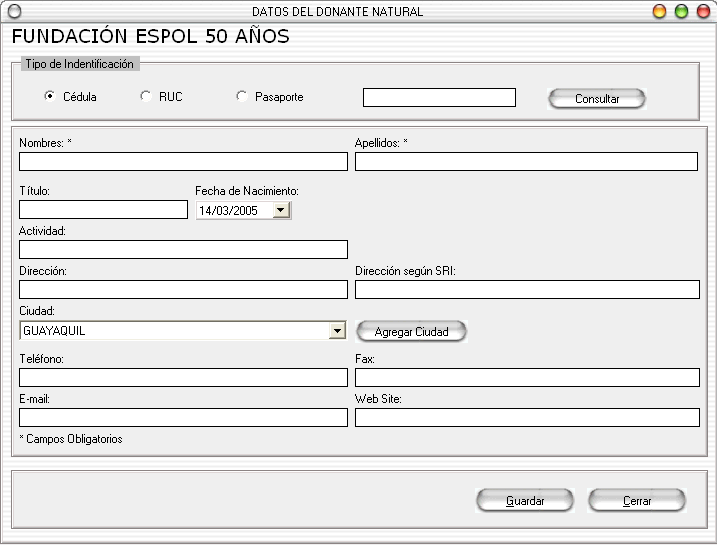 DATOS DEL DONANTE NATURAL
FUNDACIÓN ESPOL 50 AÑOS
Tipo de Indentificación
Cédula RUC Pasaporte Consultar
Nombres: * Apellidos: *
Título: Fecha de Nacimiento:
14/03/2005
Actividad:
Dirección: Dirección según SRI:
Ciudad:
GUAYAQUIL Agregar Ciudad
Teléfono: Fax:
E-mail: Web Site:
* Campos Obligatorios
Guardar Cerrar